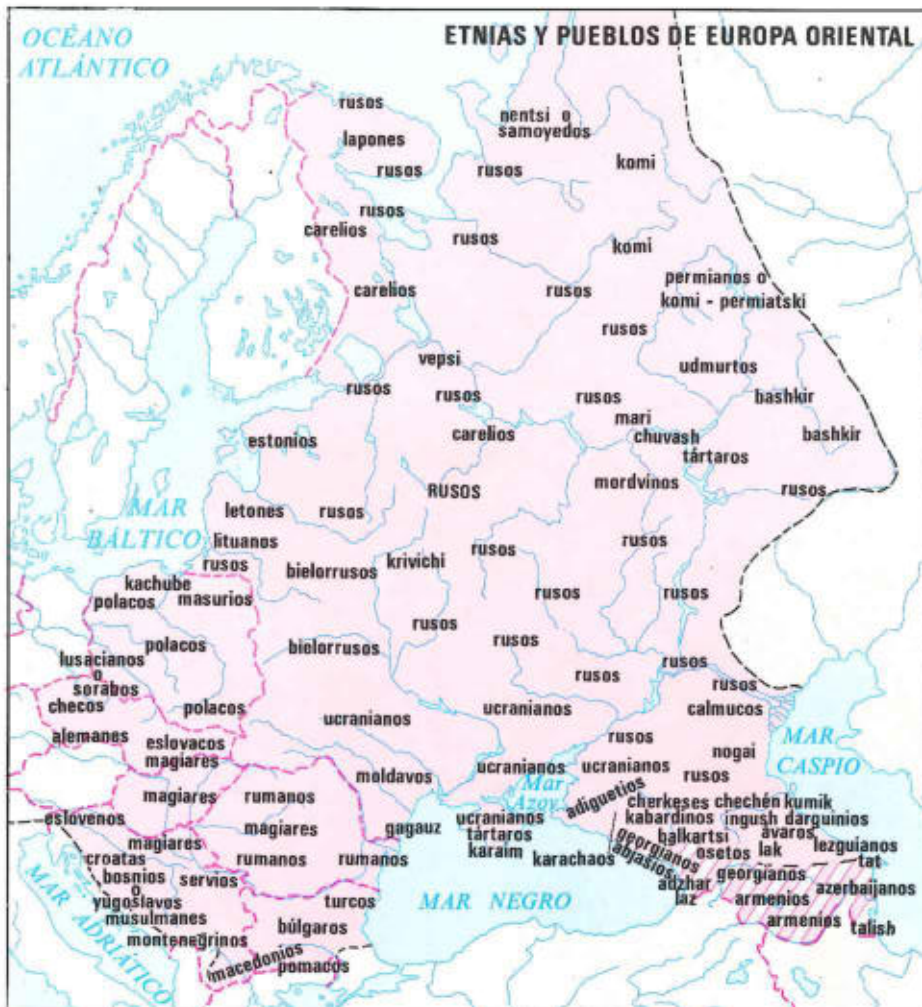 ETNIAS Y PUEBLOS DE EUROPA ORIENTAL
OCÉANO
ATLÁNTICO
rusos
lapones
rusos
nentsi o
samoyedos
rusos
komi
rusos
carelios
rusos
komi
carelios
rusos
permianos o
komi - permiatski
rusos
vepsi
udmurtos
rusos
rusos
rusos
bashkir
mari
estonios
carelios
chuvash
bashkir
tártaros
RUSOS
mordvinos
rusos
MAR
BÁLTICO
letones
rusos
lituanos
rusos
rusos
rusos
bielorrusos
krivichi
kachube
polacos
masurios
rusos
rusos
rusos
polacos
bielorrusos
rusos
rusos
lusacianos
o
sorabos
rusos
rusos
checos
polacos
ucranianos
ucranianos
calmucos
alemanes
eslovacos
magiares
rusos
nogai
MAR
CASPIO
moldavos
ucranianos
ucranianos
rusos
Mar
Azov
magiares
rumanos
adiguetios
cherkeses
chechén
kumik
eslovenos
magiares
gagauz
ucranianos
tártaros
karaim
kabardinos
ingush
darguinios
magiares
balkartsi
ávaros
lezguianos
croatas
rumanos
rumanos
karachaos
georgianos
abjasios
osetos
lak
tat
bosnios
o
yugoslavos
musulmanes
servios
adzhar
laz
georgianos
azerbaijanos
turcos
MAR NEGRO
armenios
montenegrinos
búlgaros
armenios
talish
macedonios
pomacos
MAR ADRIÁTICO